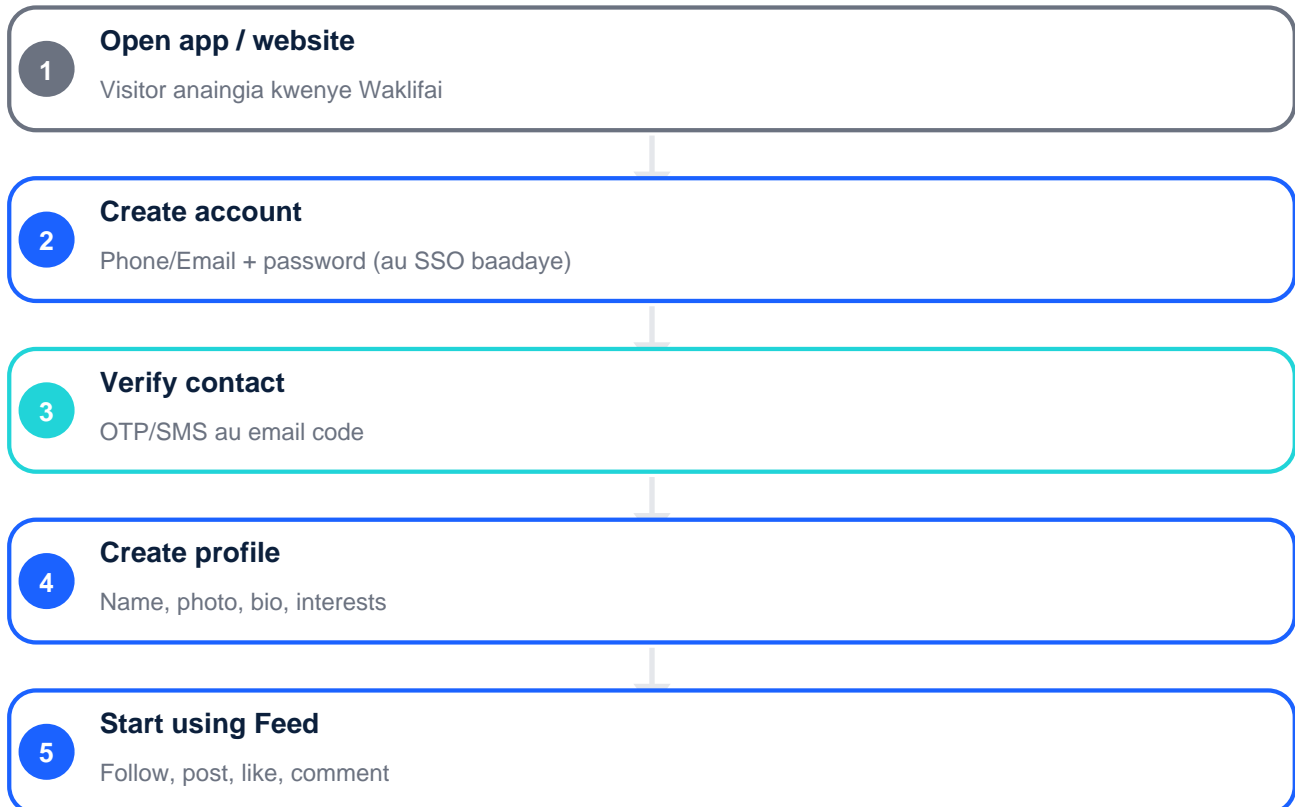 1
Open app / website
Visitor anaingia kwenye Waklifai
2
Create account
Phone/Email + password (au SSO baadaye)
3
Verify contact
OTP/SMS au email code
4
Create profile
Name, photo, bio, interests
5
Start using Feed
Follow, post, like, comment